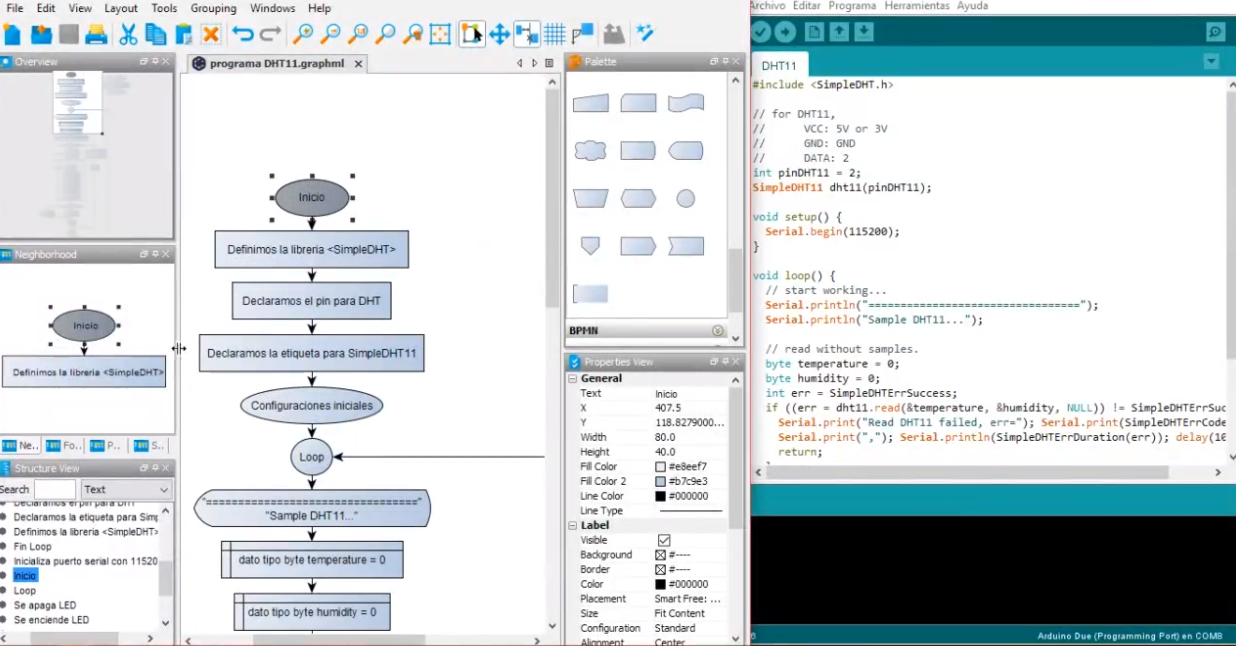 File Edit View Layout Tools Grouping Windows Help
Overview
programa DHT11.graphml
Inicio
Definimos la libreria <SimpleDHT>
Declaramos el pin para DHT
Declaramos la etiqueta para SimpleDHT11
Configuraciones iniciales
Loop
"================================="
"Sample DHT11..."
dato tipo byte temperature = 0
dato tipo byte humidity = 0
Neighborhood
Inicio
Definimos la libreria <SimpleDHT>
Ne.. Fo.. P... S..
Structure View
Search Text
Declaramos el pin para DHT
Declaramos la etiqueta para Simp
Definimos la libreria <SimpleDHT>
Fin Loop
Inicializa puerto serial con 11520
Inicio
Loop
Se apaga LED
Se enciende LED
Palette
BPMN
Properties View
General
Text Inicio
X 407.5
Y 118.8279000...
Width 80.0
Height 40.0
Fill Color #e8eef7
Fill Color 2 #b7c9e3
Line Color #000000
Line Type
Label
Visible
Background #----
Border #----
Color #000000
Placement Smart Free: ...
Size Fit Content
Configuration Standard
Alignment Center
Archivo Editar Programa Herramientas Ayuda
DHT11
#include <SimpleDHT.h>
// for DHT11,
// VCC: 5V or 3V
// GND: GND
// DATA: 2
int pinDHT11 = 2;
SimpleDHT11 dht11(pinDHT11);
void setup() {
Serial.begin(115200);
}
void loop() {
// start working...
Serial.println("=================================");
Serial.println("Sample DHT11...");
// read without samples.
byte temperature = 0;
byte humidity = 0;
int err = SimpleDHTErrSuccess;
if ((err = dht11.read(&temperature, &humidity, NULL)) != SimpleDHTErrSuc
Serial.print("Read DHT11 failed, err="); Serial.print(SimpleDHTErrCode
Serial.print(","); Serial.println(SimpleDHTErrDuration(err)); delay(10
return;
Arduino Due (Programming Port) en COM8